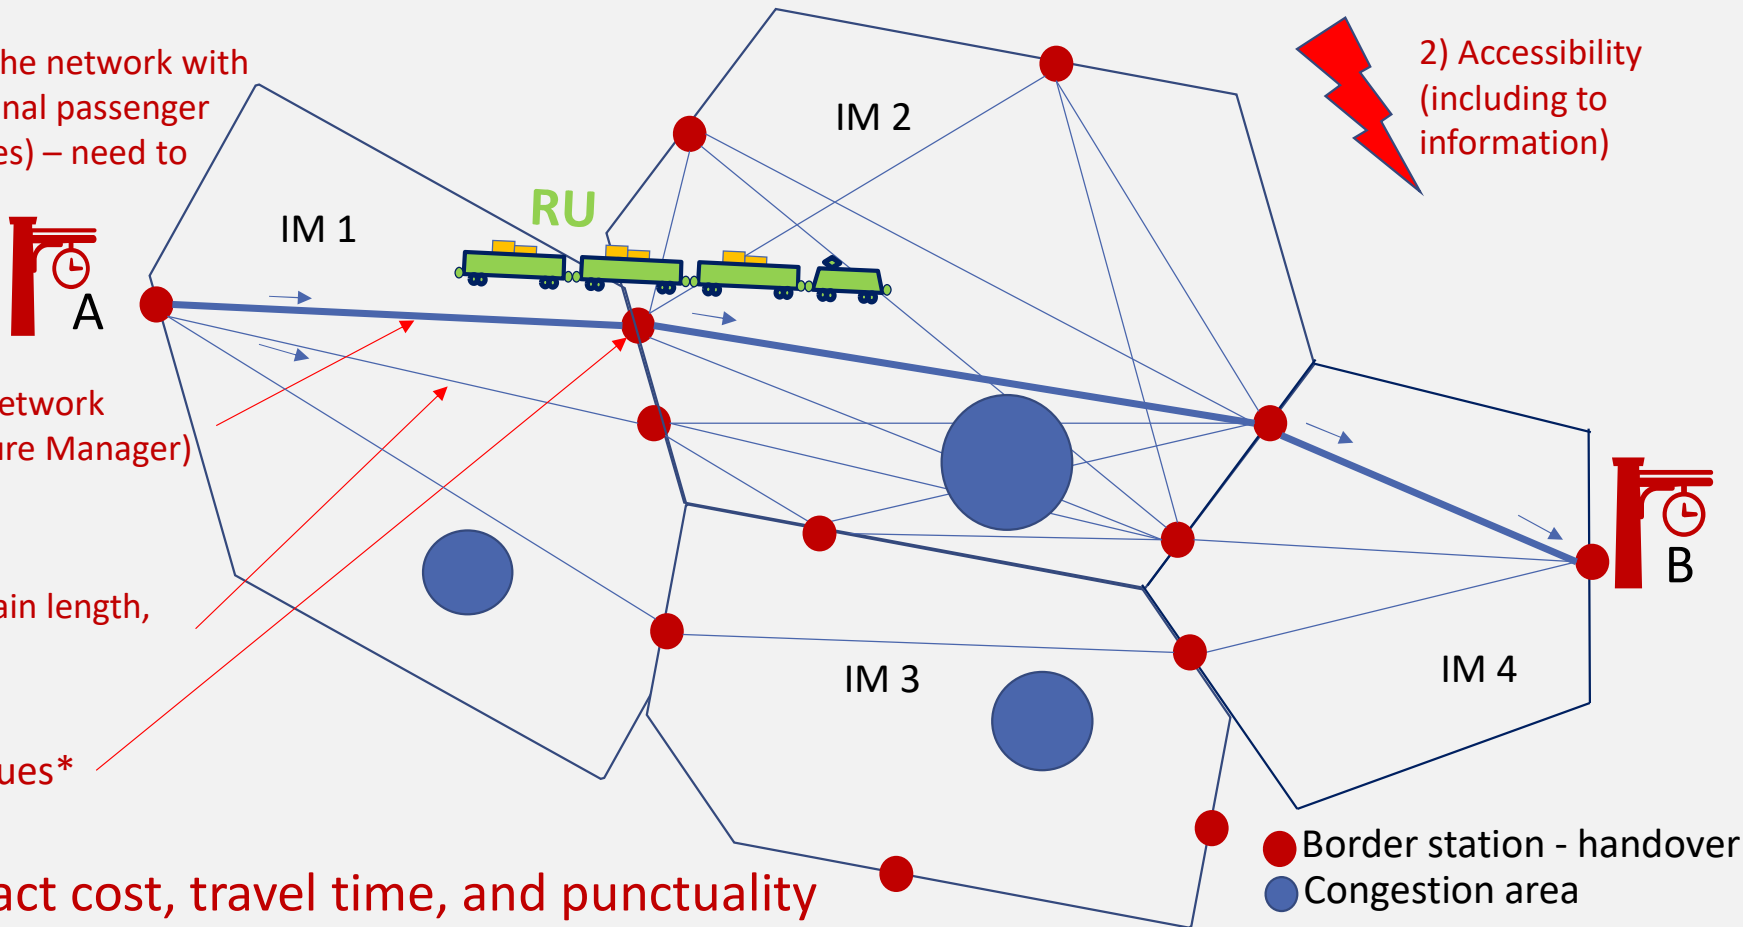 he network with
nal passenger
es) – need to
2) Accessibility
(including to
information)
IM 2
RU
IM 1
A
etwork
ure Manager)
B
ain length,
IM 3
IM 4
ues*
Border station - handover
Congestion area
act cost, travel time, and punctuality